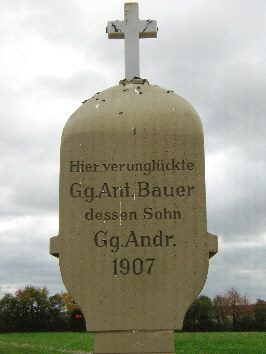 Hier verunglückte
Gg. Ant. Bauer
dessen Sohn
Gg. Andr.
1907